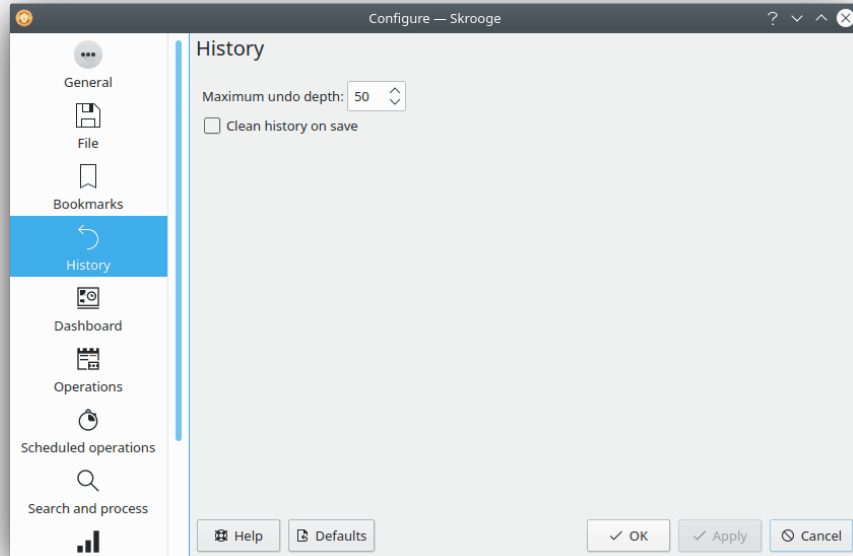 Configure — Skrooge
General
File
Bookmarks
History
Dashboard
Operations
Scheduled operations
Search and process
History
Maximum undo depth: 50
Clean history on save
Help
Defaults
OK
Apply
Cancel